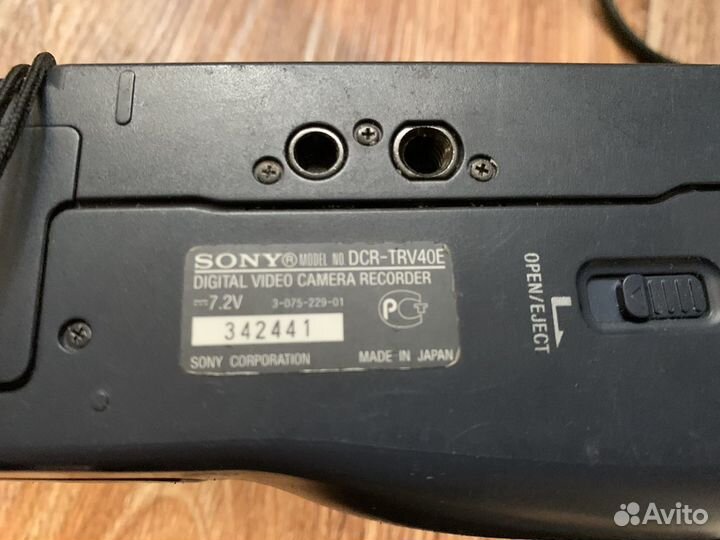 SONY® MODEL NO DCR-TRV40E
DIGITAL VIDEO CAMERA RECORDER
7.2V 3-075-229-01
342441
SONY CORPORATION MADE IN JAPAN
OPEN/EJECT
Avito